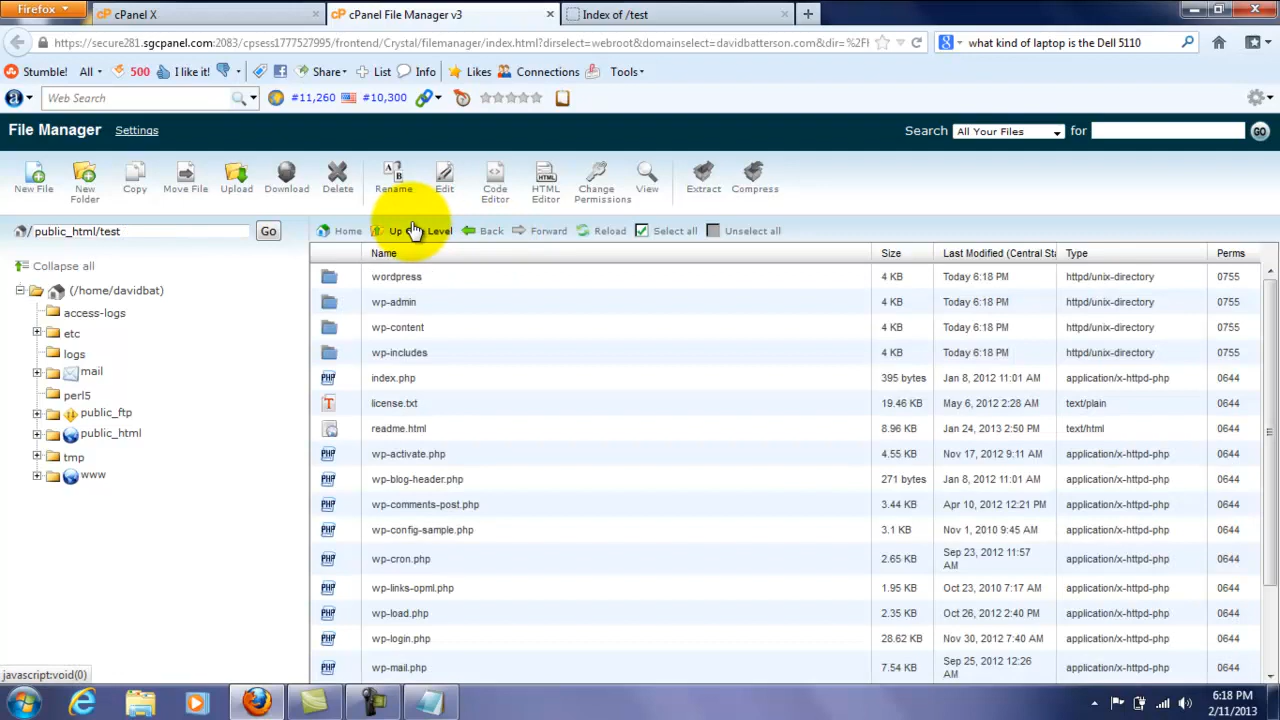 Firefox
cPanel X
cPanel File Manager v3
Index of /test
https://secure281.sgcpanel.com:2083/cpsess1777527995/frontend/Crystal/filemanager/index.html?dirselect=webroot&domainselect=davidbatterson.com&dir=%2Fl
what kind of laptop is the Dell 5110
Stumble! All 500 I like it! Share List Info Likes Connections Tools
Web Search #11,260 #10,300
File Manager Settings Search All Your Files for GO
New File New Folder Copy Move File Upload Download Delete Rename Edit Code Editor HTML Editor Change Permissions View Extract Compress
/ public_html/test Go Home Up Level Back Forward Reload Select all Unselect all
Name Size Last Modified (Central Sta Type Perms
Collapse all
(/home/davidbat)
access-logs
etc
logs
mail
perl5
public_ftp
public_html
tmp
www
wordpress 4 KB Today 6:18 PM httpd/unix-directory 0755
wp-admin 4 KB Today 6:18 PM httpd/unix-directory 0755
wp-content 4 KB Today 6:18 PM httpd/unix-directory 0755
wp-includes 4 KB Today 6:18 PM httpd/unix-directory 0755
PHP index.php 395 bytes Jan 8, 2012 11:01 AM application/x-httpd-php 0644
T license.txt 19.46 KB May 6, 2012 2:28 AM text/plain 0644
readme.html 8.96 KB Jan 24, 2013 2:50 PM text/html 0644
PHP wp-activate.php 4.55 KB Nov 17, 2012 9:11 AM application/x-httpd-php 0644
PHP wp-blog-header.php 271 bytes Jan 8, 2012 11:01 AM application/x-httpd-php 0644
PHP wp-comments-post.php 3.44 KB Apr 10, 2012 12:21 PM application/x-httpd-php 0644
PHP wp-config-sample.php 3.1 KB Nov 1, 2010 9:45 AM application/x-httpd-php 0644
PHP wp-cron.php 2.65 KB Sep 23, 2012 11:57 AM application/x-httpd-php 0644
PHP wp-links-opml.php 1.95 KB Oct 23, 2010 7:17 AM application/x-httpd-php 0644
PHP wp-load.php 2.35 KB Oct 26, 2012 2:40 PM application/x-httpd-php 0644
PHP wp-login.php 28.62 KB Nov 30, 2012 7:40 AM application/x-httpd-php 0644
PHP wp-mail.php 7.54 KB Sep 25, 2012 12:26 AM application/x-httpd-php 0644
javascript:void(0)
6:18 PM
2/11/2013